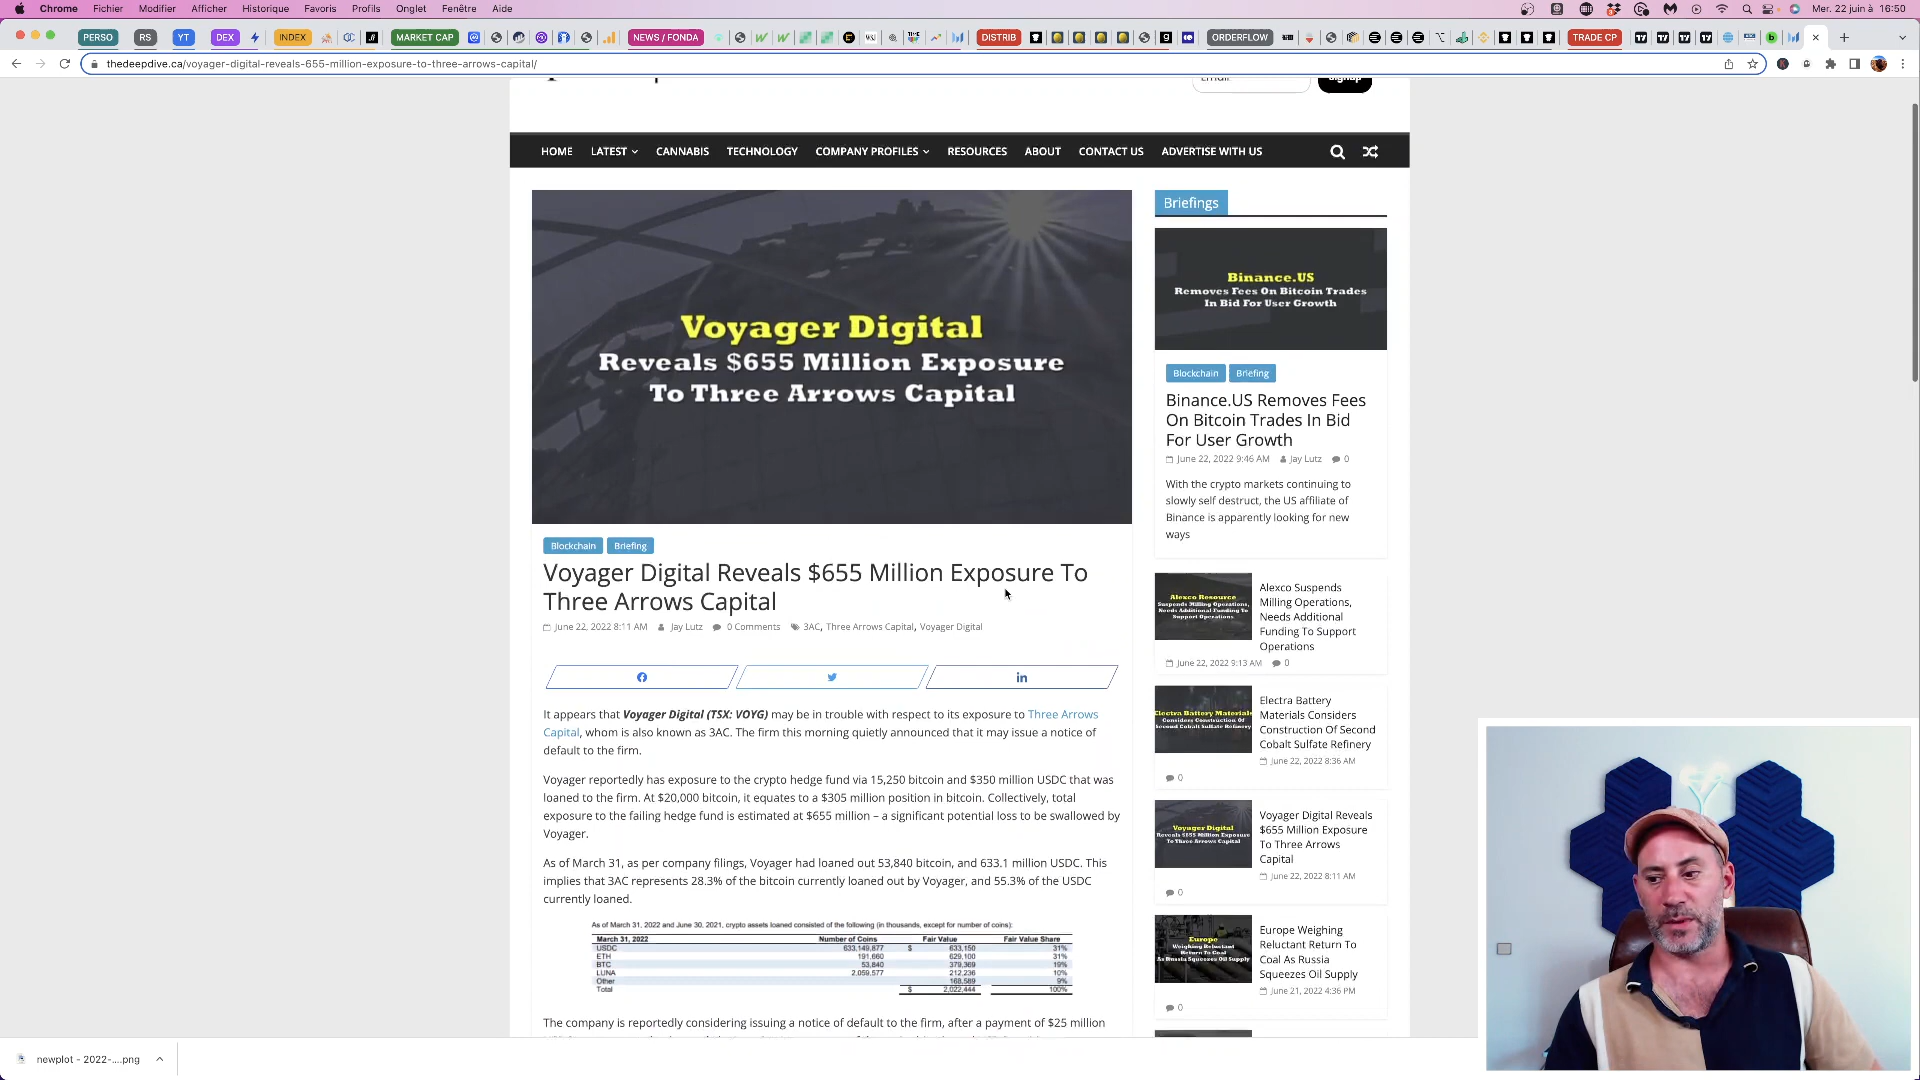 Chrome Fichier Modifier Afficher Historique Favoris Profils Onglet Fenêtre Aide Mer. 22 juin à 16:50
PERSO RS YT DEX INDEX MARKET CAP NEWS / FONDA DISTRIB ORDERFLOW TRADE CP
thedeepdive.ca/voyager-digital-reveals-655-million-exposure-to-three-arrows-capital/
HOME LATEST CANNABIS TECHNOLOGY COMPANY PROFILES RESOURCES ABOUT CONTACT US ADVERTISE WITH US
Voyager Digital
Reveals $655 Million Exposure
To Three Arrows Capital
Blockchain Briefing
Voyager Digital Reveals $655 Million Exposure To
Three Arrows Capital
June 22, 2022 8:11 AM Jay Lutz 0 Comments 3AC, Three Arrows Capital, Voyager Digital
It appears that Voyager Digital (TSX: VOYG) may be in trouble with respect to its exposure to Three Arrows
Capital, whom is also known as 3AC. The firm this morning quietly announced that it may issue a notice of
default to the firm.
Voyager reportedly has exposure to the crypto hedge fund via 15,250 bitcoin and $350 million USDC that was
loaned to the firm. At $20,000 bitcoin, it equates to a $305 million position in bitcoin. Collectively, total
exposure to the failing hedge fund is estimated at $655 million – a significant potential loss to be swallowed by
Voyager.
As of March 31, as per company filings, Voyager had loaned out 53,840 bitcoin, and 633.1 million USDC. This
implies that 3AC represents 28.3% of the bitcoin currently loaned out by Voyager, and 55.3% of the USDC
currently loaned.
As of March 31, 2022 and June 30, 2021, crypto assets loaned consisted of the following (in thousands, except for number of coins):
March 31, 2022 Number of Coins Fair Value Fair Value Share
USDC 633,149,877 $ 633,150 31%
ETH 191,660 629,100 31%
BTC 53,840 379,369 19%
LUNA 2,059,577 212,236 10%
Other 168,589 9%
Total $ 2,022,444 100%
The company is reportedly considering issuing a notice of default to the firm, after a payment of $25 million
Briefings
Binance.US
Removes Fees On Bitcoin Trades
In Bid For User Growth
Blockchain Briefing
Binance.US Removes Fees
On Bitcoin Trades In Bid
For User Growth
June 22, 2022 9:46 AM Jay Lutz 0
With the crypto markets continuing to
slowly self destruct, the US affiliate of
Binance is apparently looking for new
ways
Alexco Resource
Suspends Milling Operations,
Needs Additional Funding To
Support Operations
Alexco Suspends
Milling Operations,
Needs Additional
Funding To Support
Operations
June 22, 2022 9:13 AM 0
Electra Battery Materials
Considers Construction Of
Second Cobalt Sulfate Refinery
Electra Battery
Materials Considers
Construction Of Second
Cobalt Sulfate Refinery
June 22, 2022 8:36 AM
0
Voyager Digital
Reveals $655 Million Exposure
To Three Arrows Capital
Voyager Digital Reveals
$655 Million Exposure
To Three Arrows
Capital
June 22, 2022 8:11 AM
0
Europe
Weighing Reluctant
Return To Coal
As Russia Squeezes Oil Supply
Europe Weighing
Reluctant Return To
Coal As Russia
Squeezes Oil Supply
June 21, 2022 4:36 PM
0
newplot - 2022-....png